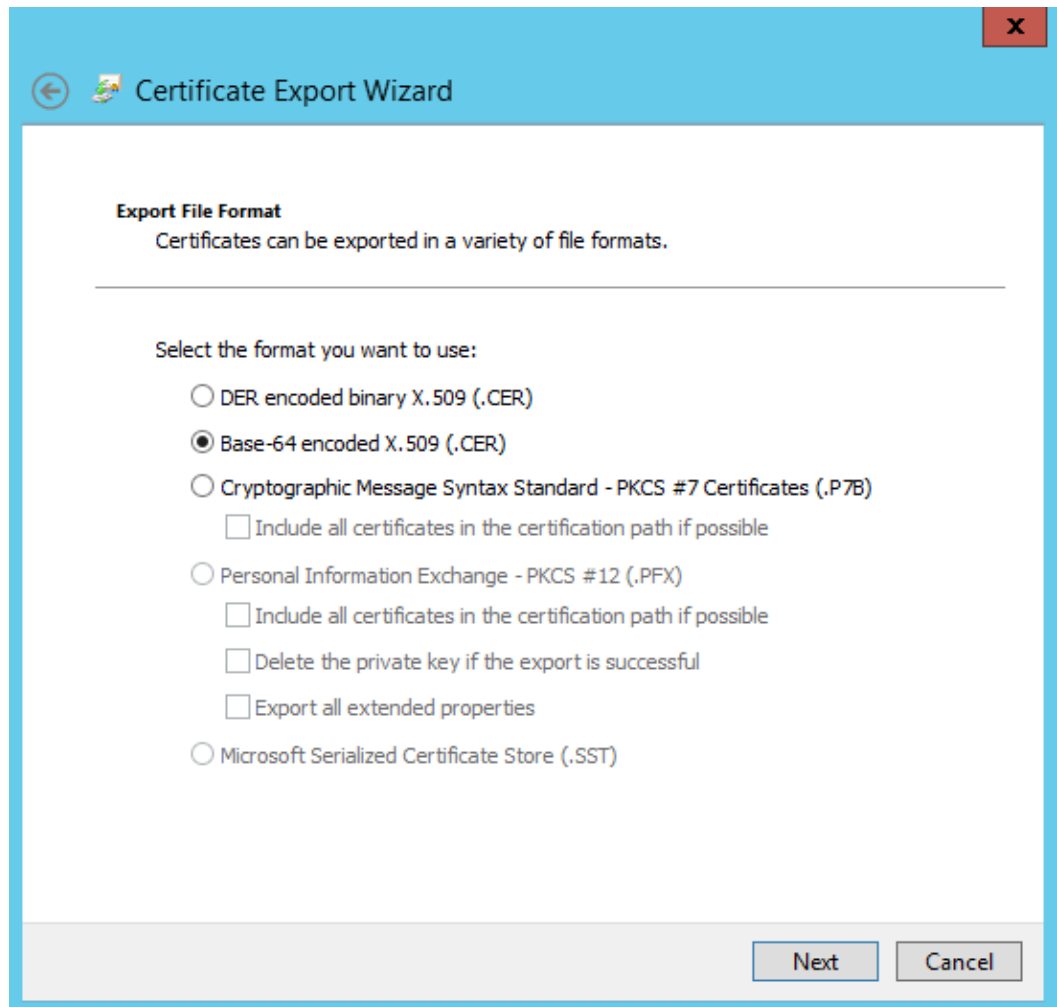 x
Certificate Export Wizard
Export File Format
Certificates can be exported in a variety of file formats.
Select the format you want to use:
DER encoded binary X.509 (.CER)
Base-64 encoded X.509 (.CER)
Cryptographic Message Syntax Standard - PKCS #7 Certificates (.P7B)
Include all certificates in the certification path if possible
Personal Information Exchange - PKCS #12 (.PFX)
Include all certificates in the certification path if possible
Delete the private key if the export is successful
Export all extended properties
Microsoft Serialized Certificate Store (.SST)
Next Cancel